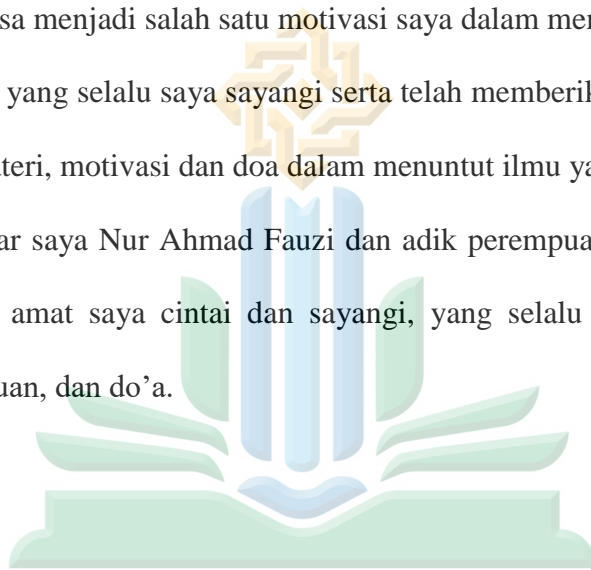 sa menjadi salah satu motivasi saya dalam mer
yang selalu saya sayangi serta telah memberik
teri, motivasi dan doa dalam menuntut ilmu ya
ar saya Nur Ahmad Fauzi dan adik perempua
amat saya cintai dan sayangi, yang selalu
uan, dan do’a.